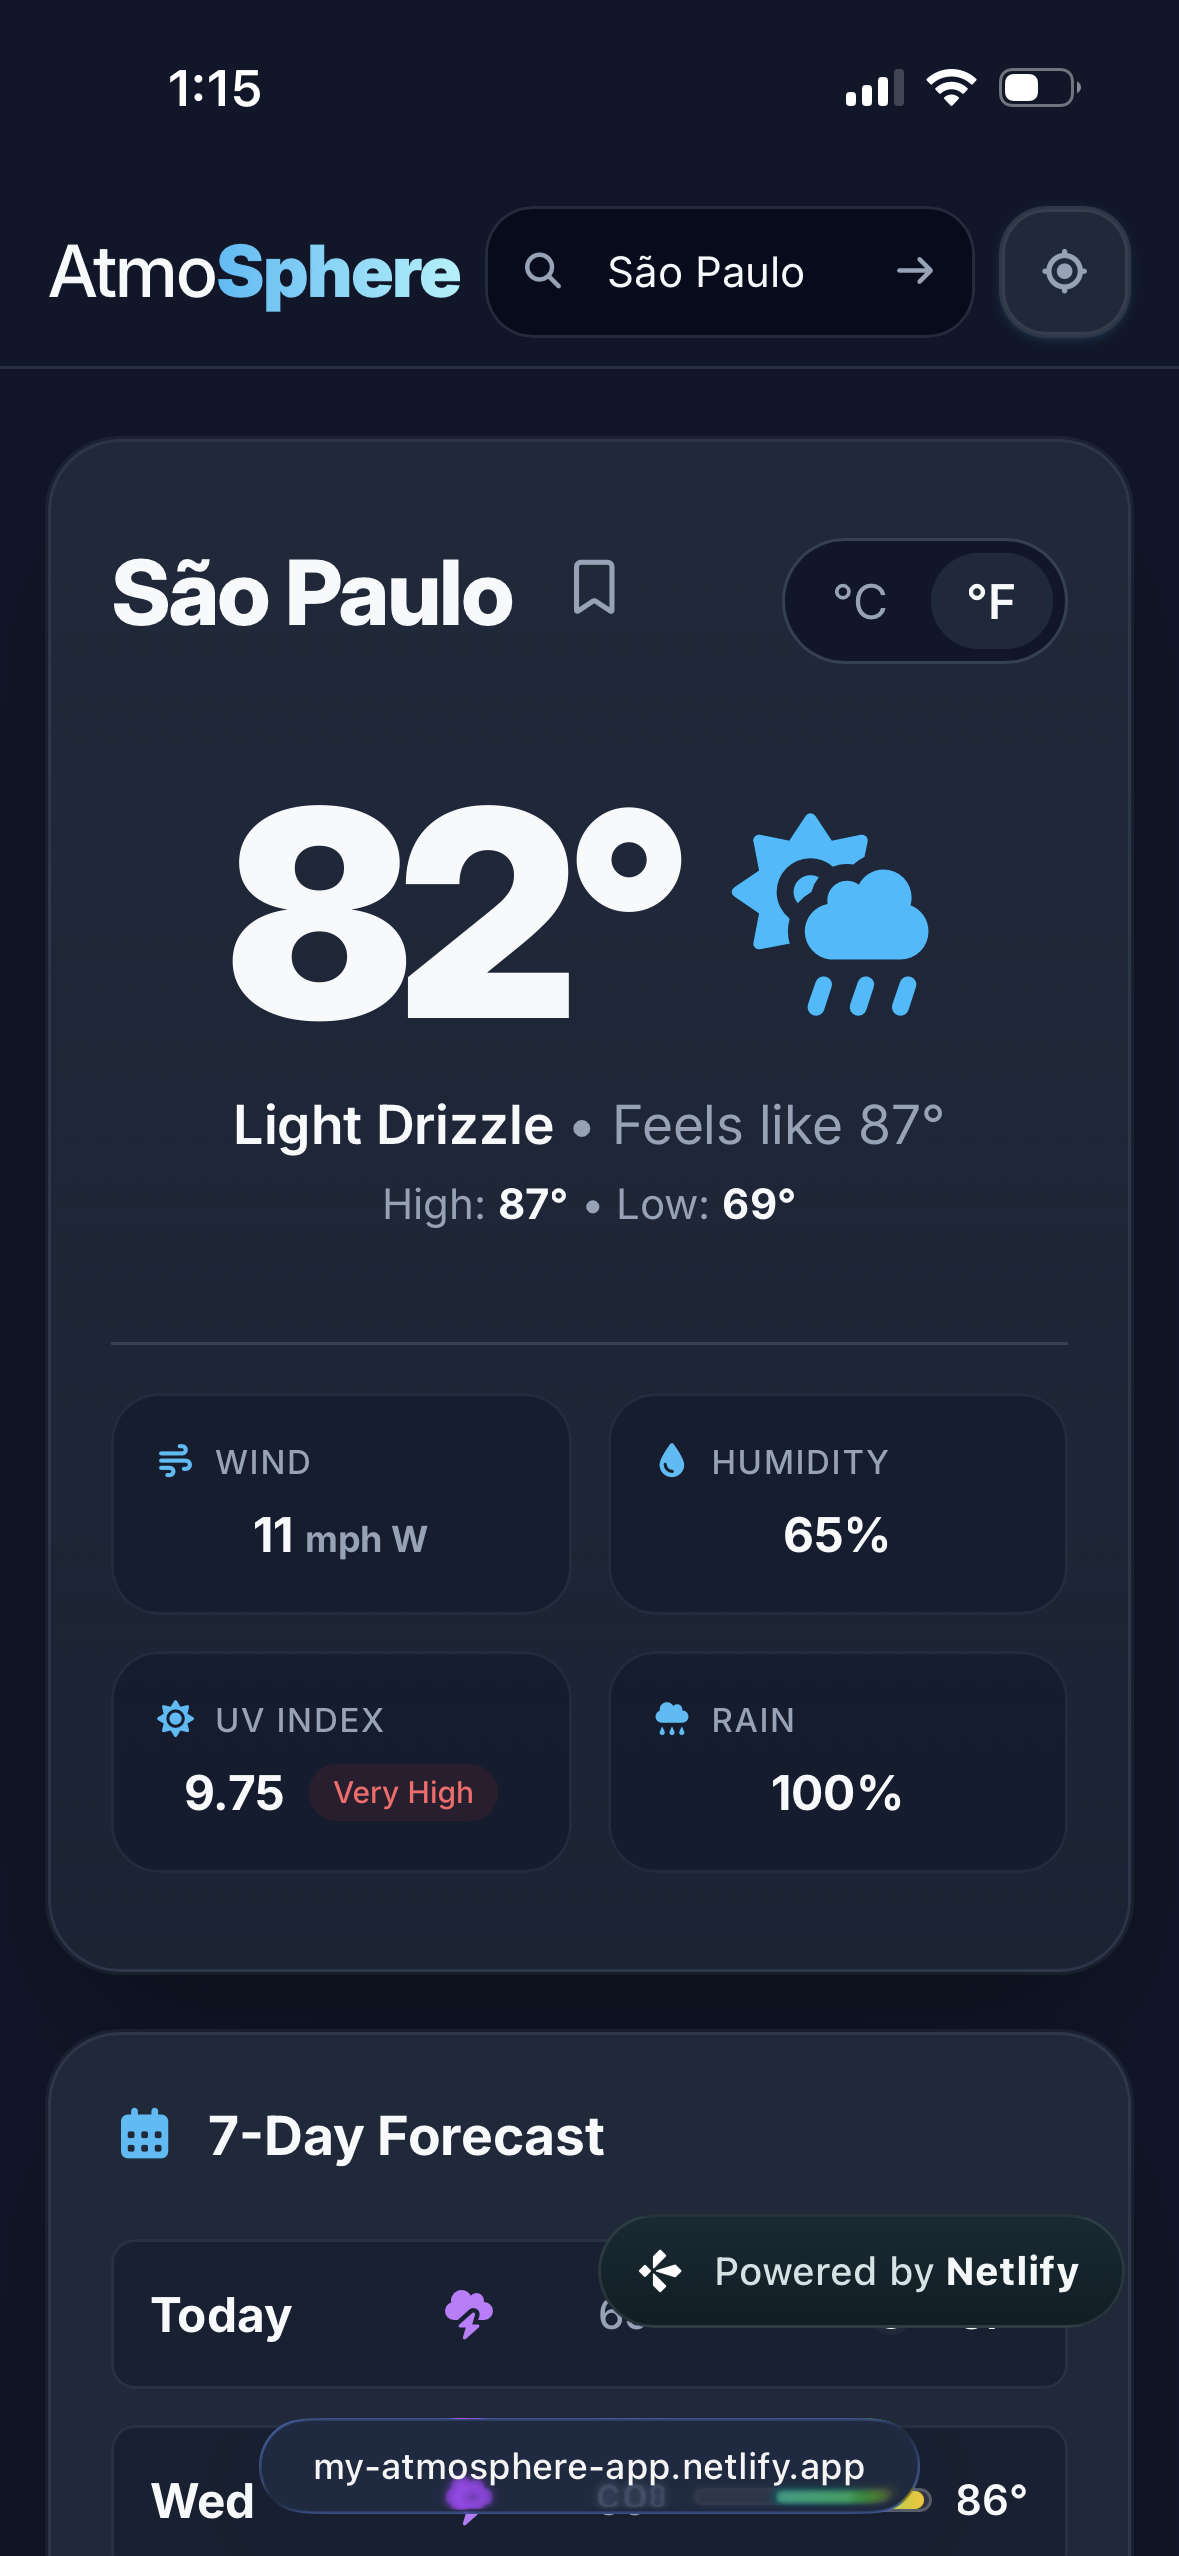 1:15
AtmoSphere
São Paulo
São Paulo
°C °F
82°
Light Drizzle • Feels like 87°
High: 87° • Low: 69°
WIND
11 mph W
HUMIDITY
65%
UV INDEX
9.75 Very High
RAIN
100%
7-Day Forecast
Powered by Netlify
Today
my-atmosphere-app.netlify.app
Wed 86°